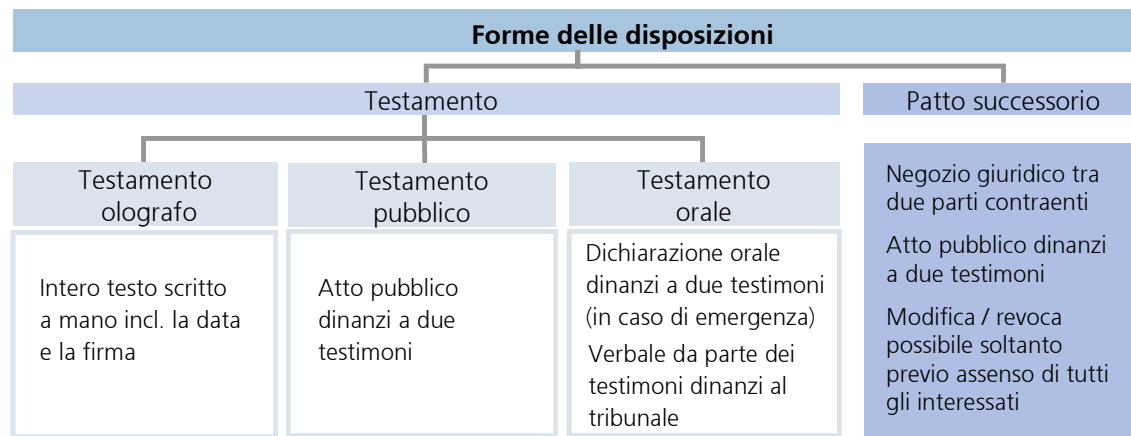 Forme delle disposizioni
Testamento
Patto successorio
Testamento
olografo
Intero testo scritto
a mano incl. la data
e la firma
Testamento
pubblico
Atto pubblico
dinanzi a due
testimoni
Testamento
orale
Dichiarazione orale
dinanzi a due testimoni
(in caso di emergenza)
Verbale da parte dei
testimoni dinanzi al
tribunale
Negozio giuridico tra
due parti contraenti
Atto pubblico dinanzi
a due testimoni
Modifica / revoca
possibile soltanto
previo assenso di tutti
gli interessati